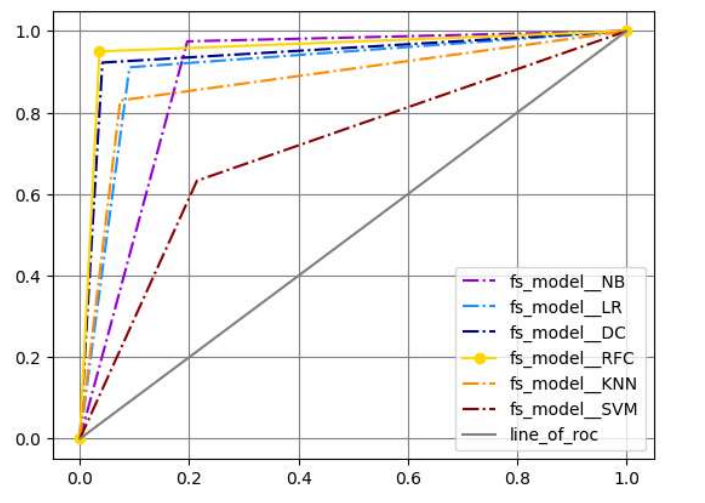 1.0
0.8
0.6
0.4
0.2
0.0
fs_model__NB
fs_model__LR
fs_model__DC
fs_model__RFC
fs_model__KNN
fs_model__SVM
line_of_roc
0.0 0.2 0.4 0.6 0.8 1.0